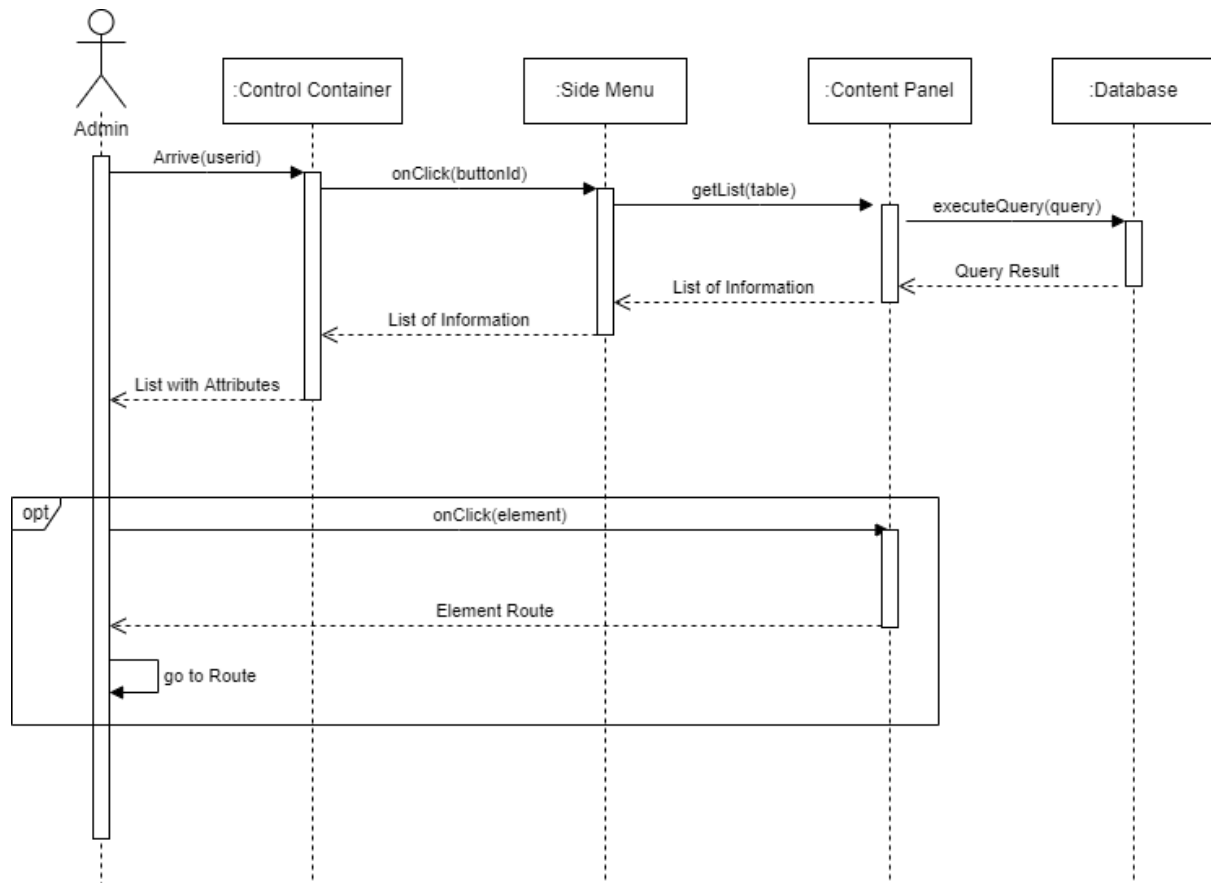 :Control Container
:Side Menu
:Content Panel
:Database
Admin
Arrive(userid)
onClick(buttonId)
getList(table)
executeQuery(query)
Query Result
List of Information
List of Information
List with Attributes
opt
onClick(element)
Element Route
go to Route